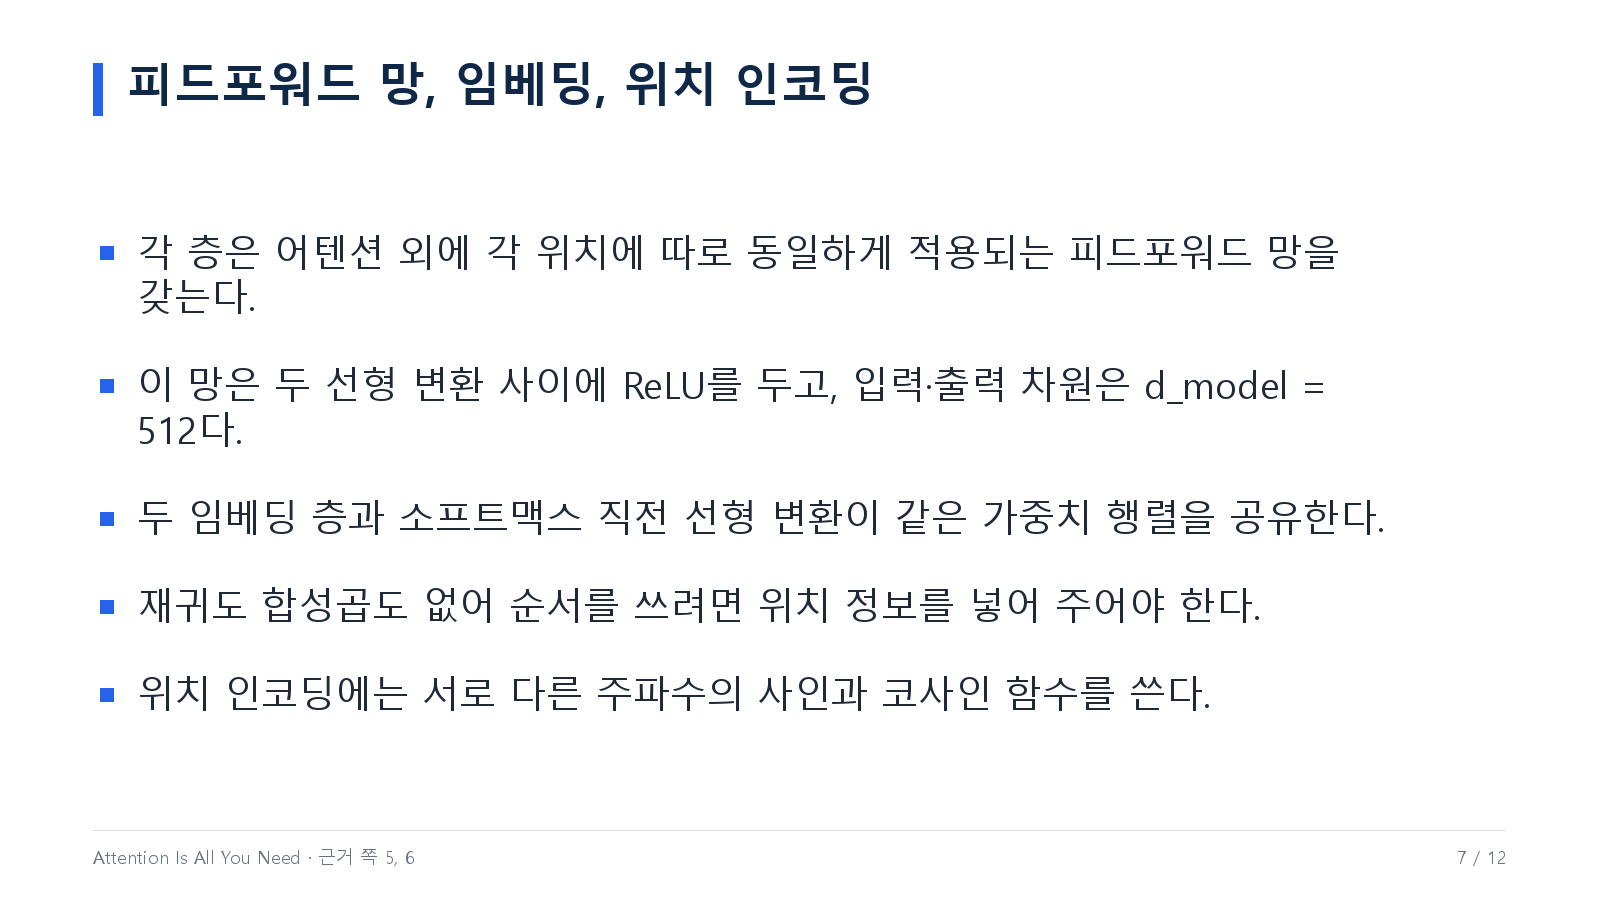 피드포워드 망, 임베딩, 위치 인코딩
각 층은 어텐션 외에 각 위치에 따로 동일하게 적용되는 피드포워드 망을
갖는다.
이 망은 두 선형 변환 사이에 ReLU를 두고, 입력·출력 차원은 d_model =
512다.
두 임베딩 층과 소프트맥스 직전 선형 변환이 같은 가중치 행렬을 공유한다.
재귀도 합성곱도 없어 순서를 쓰려면 위치 정보를 넣어 주어야 한다.
위치 인코딩에는 서로 다른 주파수의 사인과 코사인 함수를 쓴다.
Attention Is All You Need · 근거 쪽 5, 6
7 / 12